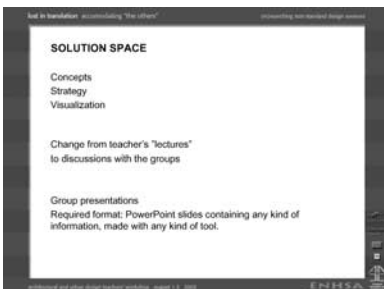 lost in translation: accomodating "the others"
SOLUTION SPACE
Concepts
Strategy
Visualization
Change from teacher's "lectures"
to discussions with the groups
Group presentations
Required format: PowerPoint slides containing any kind of
information, made with any kind of tool.
ENHSA